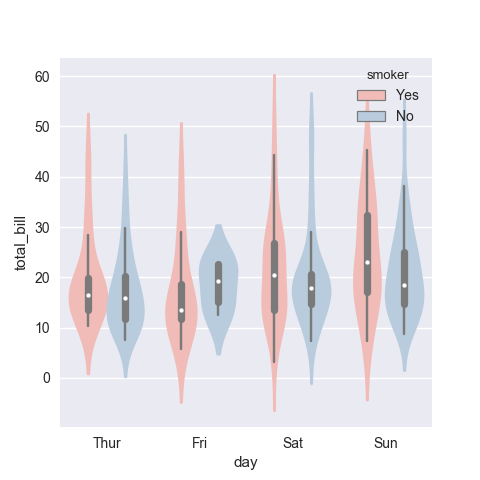 smoker
Yes
No
60
50
40
30
20
10
0
total_bill
Thur Fri Sat Sun
day